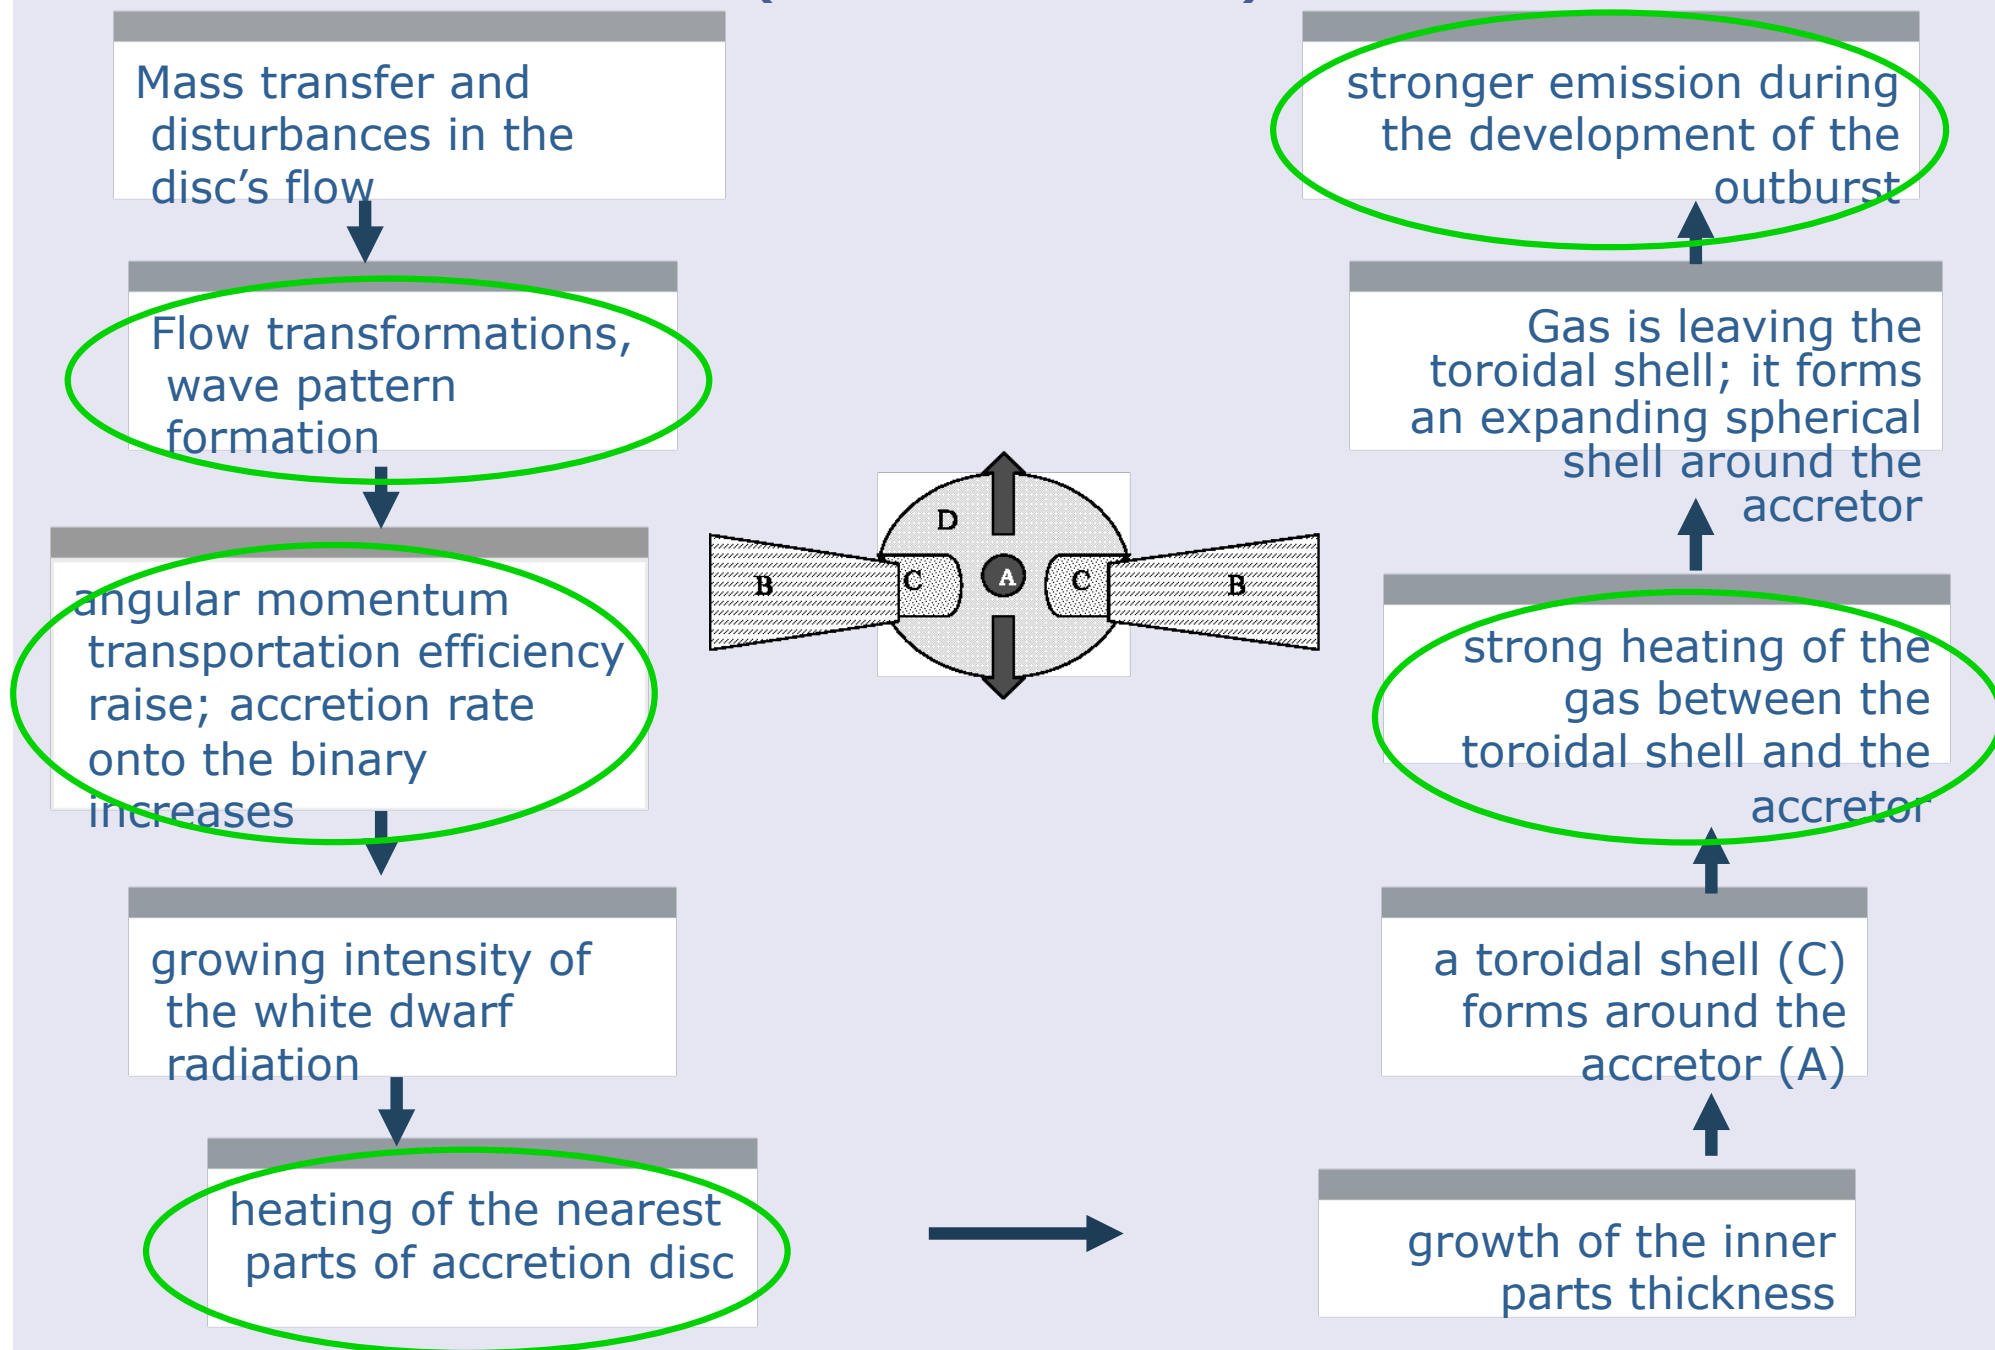 Mass transfer and
disturbances in the
disc’s flow
Flow transformations,
wave pattern
formation
angular momentum
transportation efficiency
raise; accretion rate
onto the binary
increases
growing intensity of
the white dwarf
radiation
heating of the nearest
parts of accretion disc
D
B
C
A
C
B
stronger emission during
the development of the
outburst
Gas is leaving the
toroidal shell; it forms
an expanding spherical
shell around the
accretor
strong heating of the
gas between the
toroidal shell and the
accretor
a toroidal shell (C)
forms around the
accretor (A)
growth of the inner
parts thickness